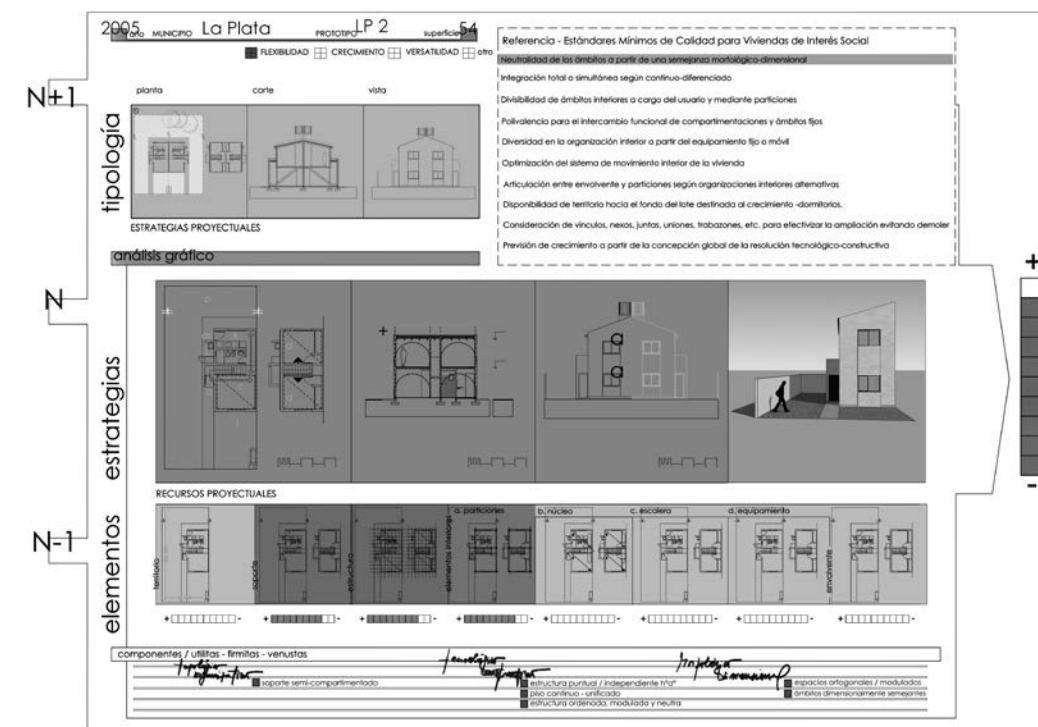 2005 año MUNICIPIO La Plata PROTOTIPO LP 2 superficie 54
FLEXIBILIDAD CRECIMIENTO VERSATILIDAD otro
Referencia - Estándares Mínimos de Calidad para Viviendas de Interés Social
Neutralidad de los ámbitos a partir de una semejanza morfológico-dimensional
Integración total o simultánea según continuo-diferenciado
Divisibilidad de ámbitos interiores a cargo del usuario y mediante particiones
Polivalencia para el intercambio funcional de compartimentaciones y ámbitos fijos
Diversidad en la organización interior a partir del equipamiento fijo o móvil
Optimización del sistema de movimiento interior de la vivienda
Articulación entre envolvente y particiones según organizaciones interiores alternativas
Disponibilidad de territorio hacia el fondo del lote destinada al crecimiento -dormitorios.
Consideración de vínculos, nexos, juntas, uniones, trabazones, etc. para efectivizar la ampliación evitando demoler
Previsión de crecimiento a partir de la concepción global de la resolución tecnológico-constructiva
N+1
tipología
planta corte vista
ESTRATEGIAS PROYECTUALES
análisis gráfico
N
estrategias
+
+
-
RECURSOS PROYECTUALES
N-1
elementos
a. particiones b. núcleo c. escalera d. equipamiento
territorio soporte estructura elementos interiores envolvente
+ - + - + - + - + - + - + - + -
componentes / utilitas - firmitas - venustas
tecnológico
soporte semi-compartimentado
estructura puntual / independiente hºaº
espacios ortogonales / modulados
piso continuo - unificado
ámbitos dimensionalmente semejantes
estructura ordenada, modulada y neutra